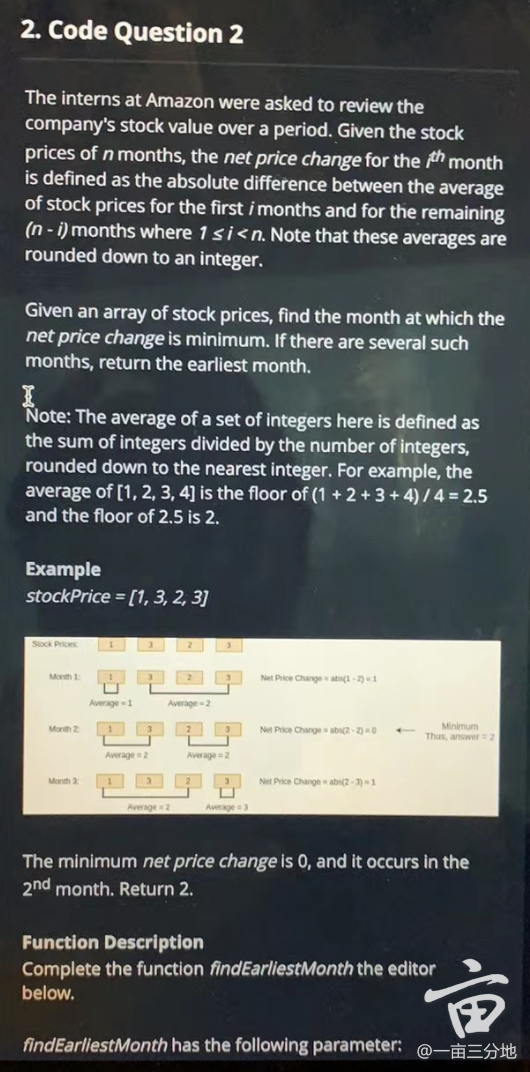 2. Code Question 2
The interns at Amazon were asked to review the
company's stock value over a period. Given the stock
prices of n months, the net price change for the ith month
is defined as the absolute difference between the average
of stock prices for the first i months and for the remaining
(n - i) months where 1 ≤ i < n. Note that these averages are
rounded down to an integer.
Given an array of stock prices, find the month at which the
net price change is minimum. If there are several such
months, return the earliest month.
Note: The average of a set of integers here is defined as
the sum of integers divided by the number of integers,
rounded down to the nearest integer. For example, the
average of [1, 2, 3, 4] is the floor of (1 + 2 + 3 + 4) / 4 = 2.5
and the floor of 2.5 is 2.
Example
stockPrice = [1, 3, 2, 3]
Stock Prices: 1 3 2 3
Month 1: 1 3 2 3 Net Price Change = abs(1 - 2) = 1
Average = 1 Average = 2
Month 2: 1 3 2 3 Net Price Change = abs(2 - 2) = 0 Minimum
Thus, answer = 2
Average = 2 Average = 2
Month 3: 1 3 2 3 Net Price Change = abs(2 - 3) = 1
Average = 2 Average = 3
The minimum net price change is 0, and it occurs in the
2nd month. Return 2.
Function Description
Complete the function findEarliestMonth the editor
below.
findEarliestMonth has the following parameter:
亩
@一亩三分地